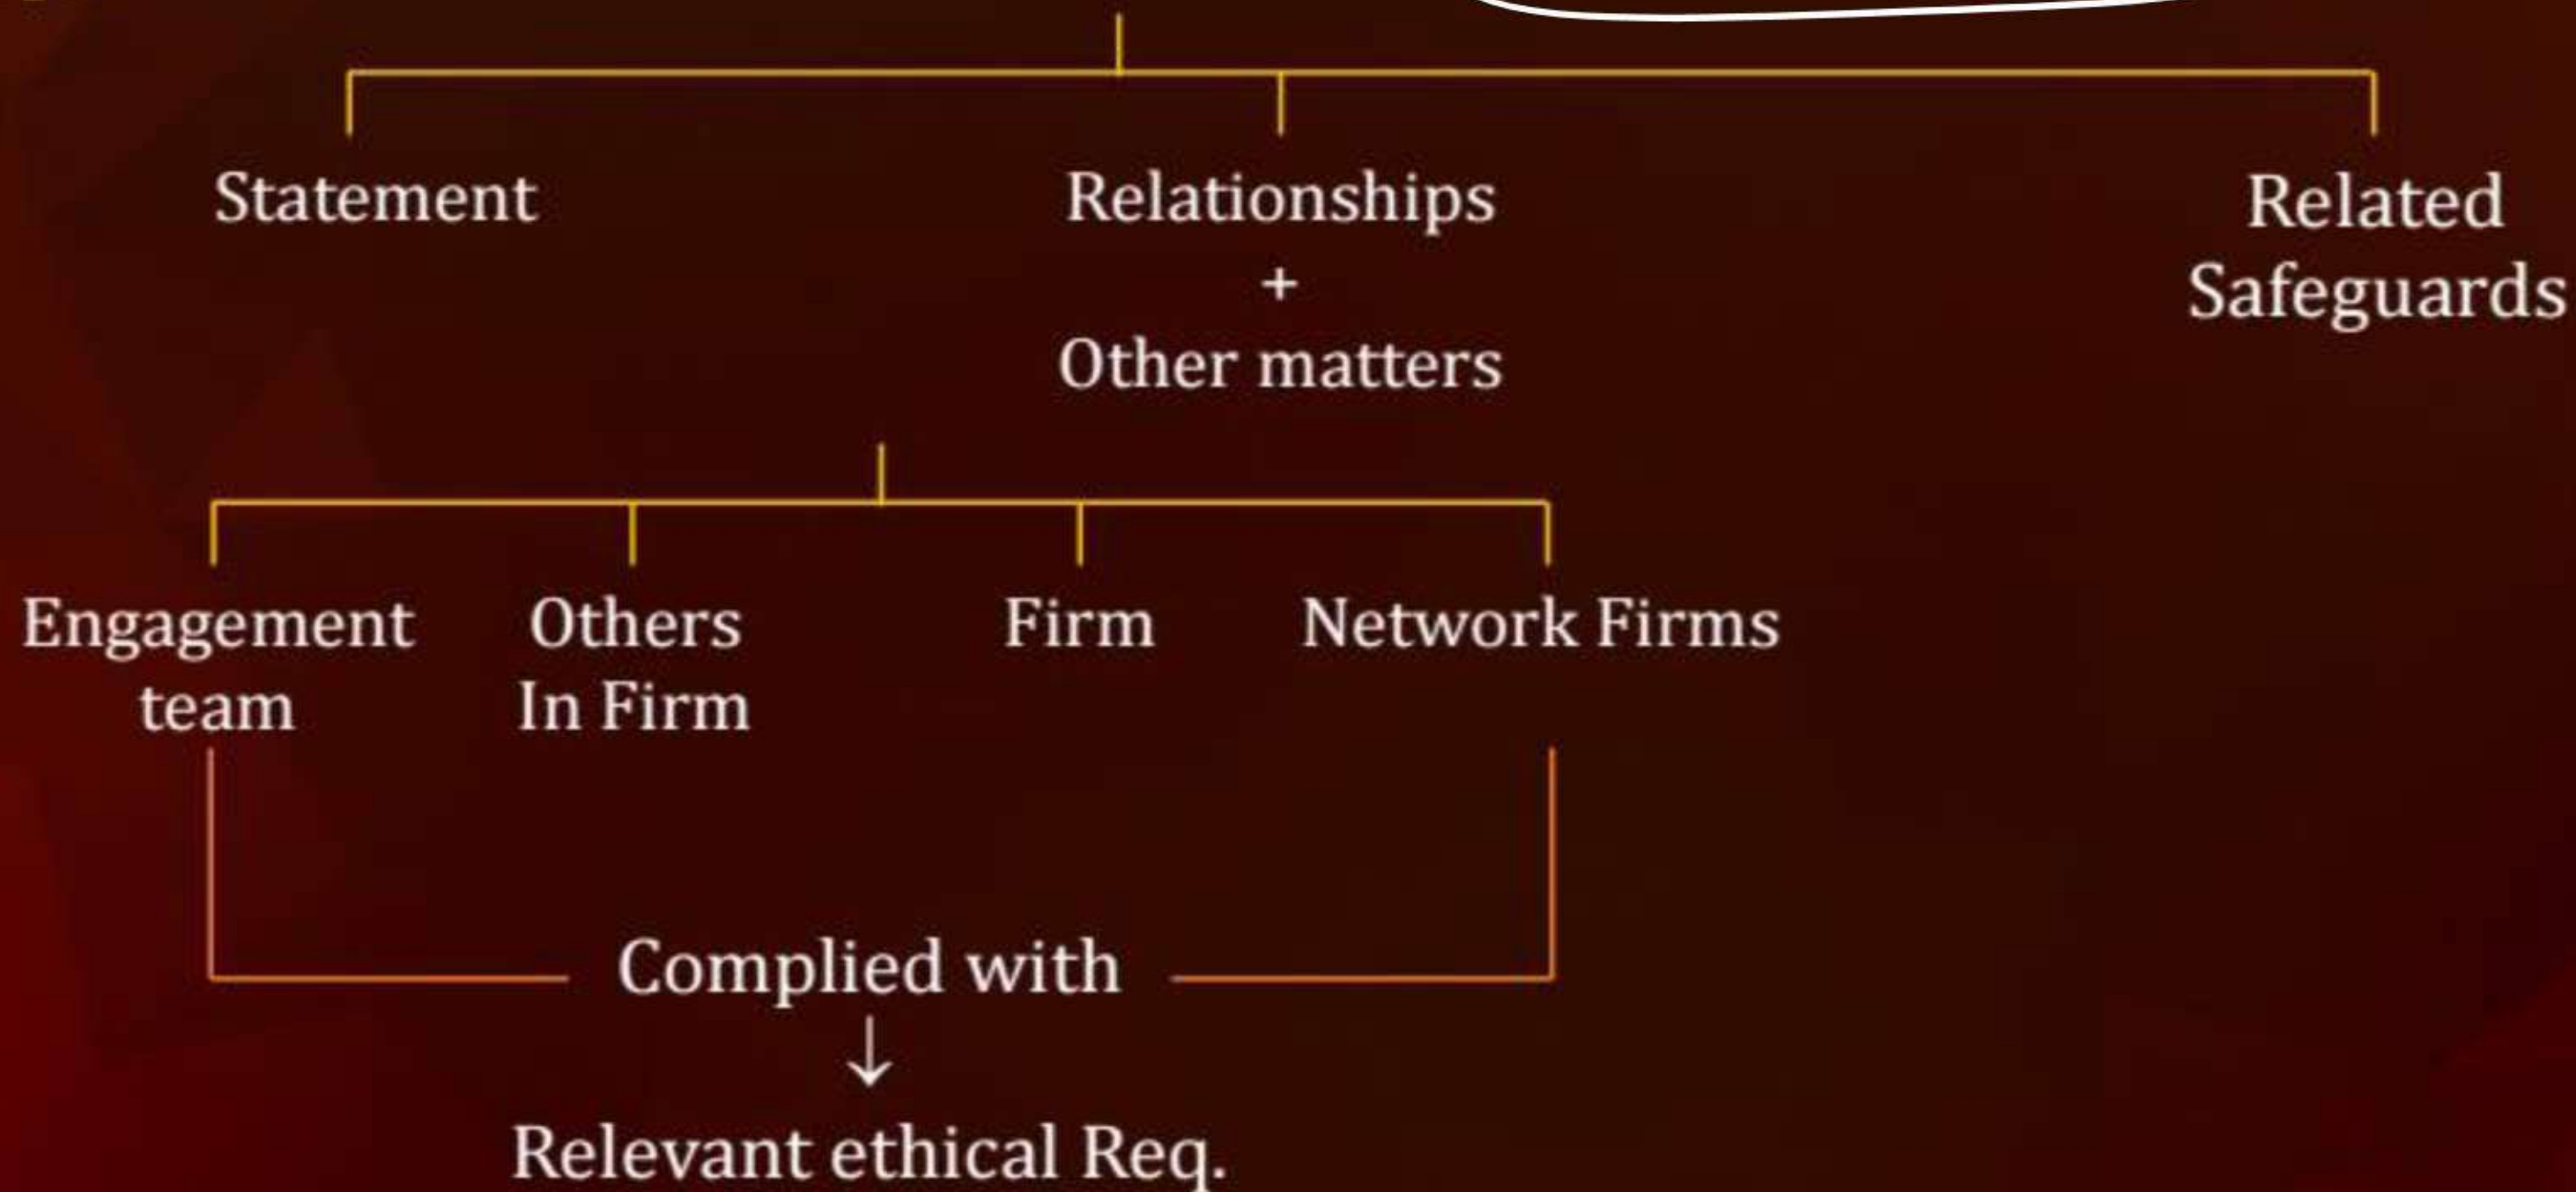 Statement
Relationships
+
Other matters
Related
Safeguards
Engagement
team
Others
In Firm
Firm
Network Firms
Complied with
↓
Relevant ethical Req.